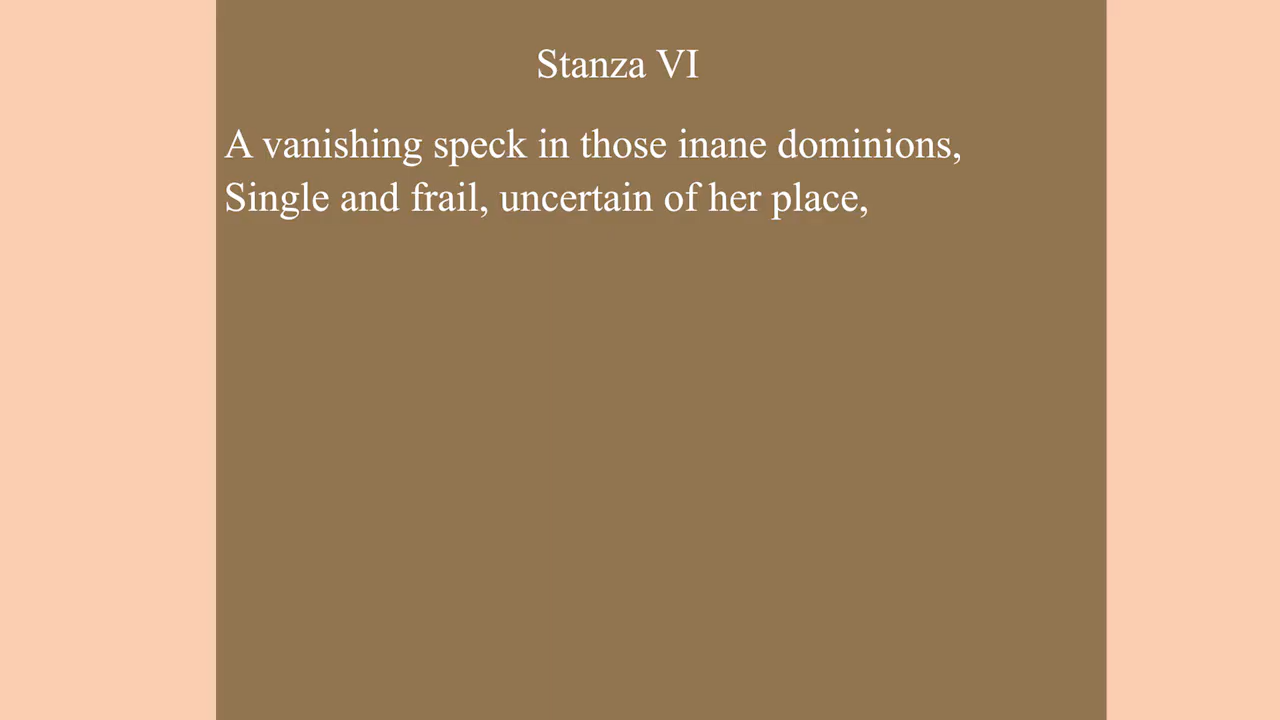 Stanza VI
A vanishing speck in those inane dominions,
Single and frail, uncertain of her place,